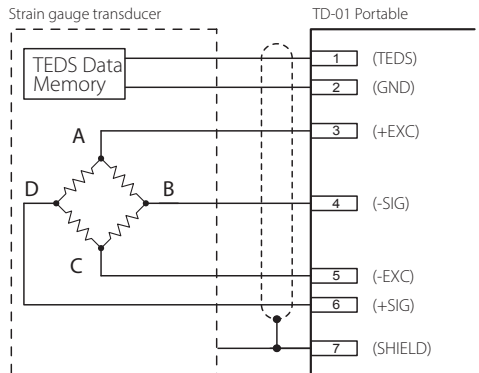 Strain gauge transducer
TD-01 Portable
TEDS Data
Memory
1 (TEDS)
2 (GND)
A
3 (+EXC)
D
B
4 (-SIG)
C
5 (-EXC)
6 (+SIG)
7 (SHIELD)